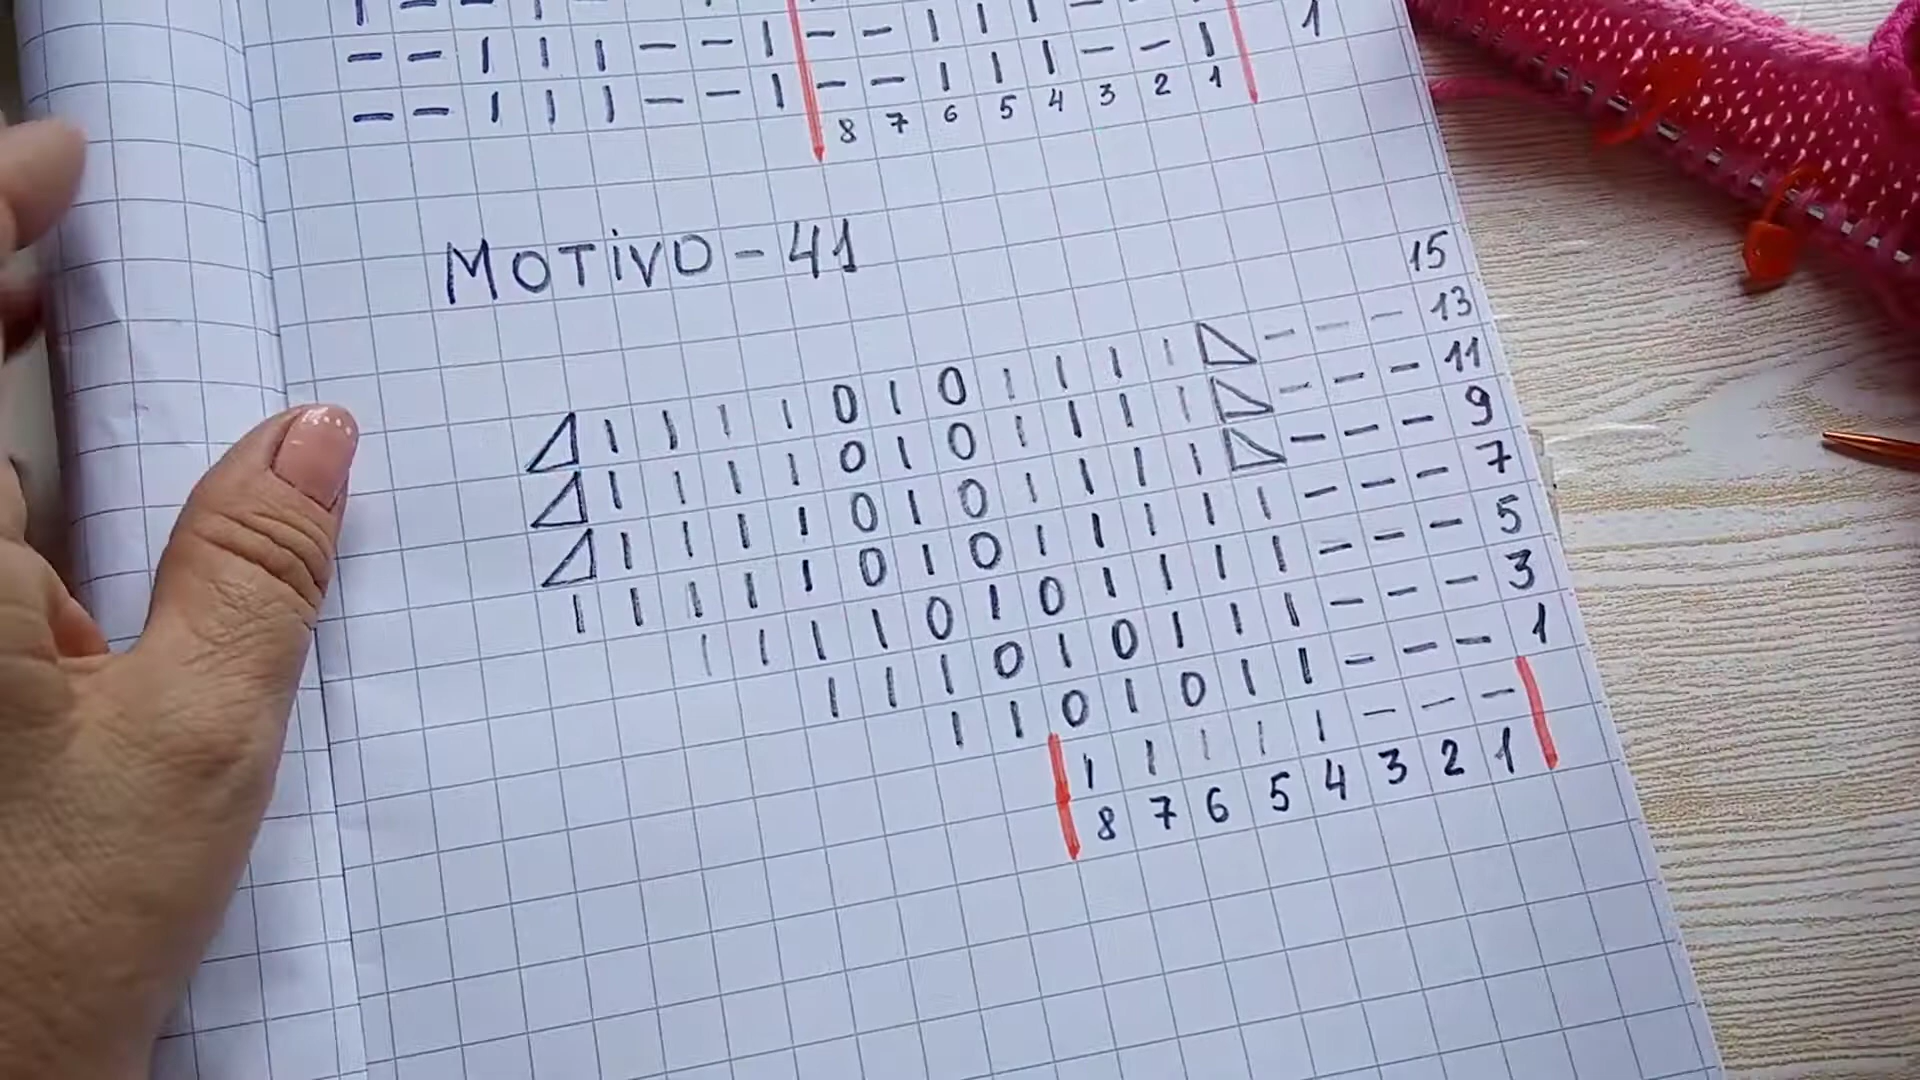 – – | | | – – | – – | | | –
– – | | | – – | – – | | | – – | 1
8 7 6 5 4 3 2 1
MOTiVO - 41
15
◿ | | | | O | O | | | | ◺ – – – 13
◿ | | | | O | O | | | | ◺ – – – 11
◿ | | | | O | O | | | | ◺ – – – 9
| | | | | O | O | | | | | – – – 7
| | | | O | O | | | | – – – 5
| | | O | O | | | – – – 3
| | O | O | | – – – 1
| | | | | – – –
8 7 6 5 4 3 2 1